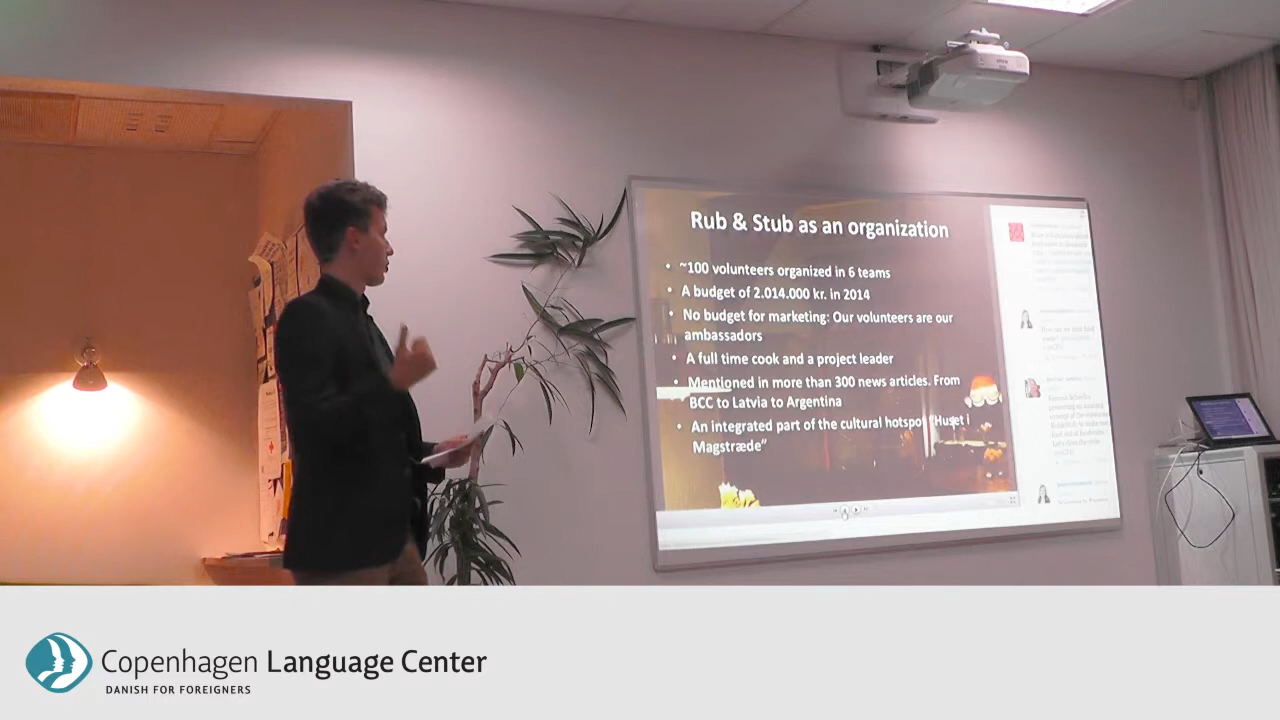 Rub & Stub as an organization
• ~100 volunteers organized in 6 teams
• A budget of 2.014.000 kr. in 2014
• No budget for marketing: Our volunteers are our
ambassadors
• A full time cook and a project leader
• Mentioned in more than 300 news articles. From
BCC to Latvia to Argentina
• An integrated part of the cultural hotspot "Huset i
Magstræde"
Copenhagen Language Center
DANISH FOR FOREIGNERS